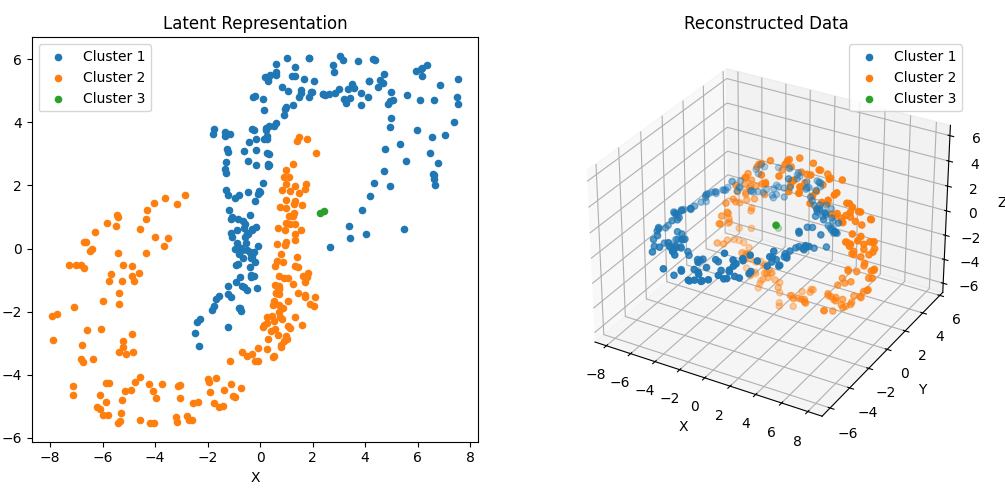 Latent Representation
Cluster 1
Cluster 2
Cluster 3
6
4
2
0
−2
−4
−6
−8 −6 −4 −2 0 2 4 6 8
X
Reconstructed Data
Cluster 1
Cluster 2
Cluster 3
6
4
2
0
−2
−4
−6
Z
−8 −6 −4 −2 0 2 4 6 8
X
−6 −4 −2 0 2 4 6
Y